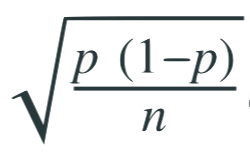 √(p (1−p) / n)